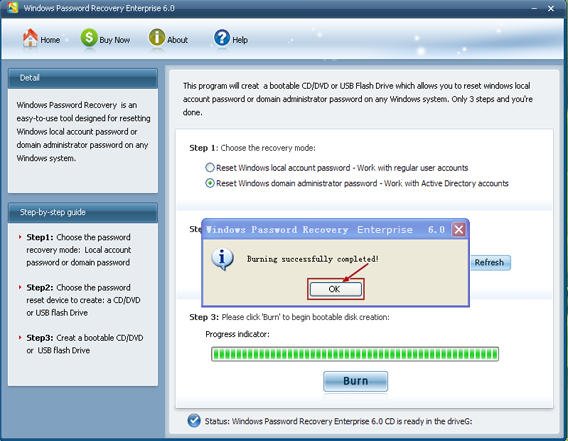 Windows Password Recovery Enterprise 6.0
Home
Buy Now
About
Help
Detail
Windows Password Recovery is an
easy-to-use tool designed for resetting
Windows local account password or
domain administrator password on any
Windows system.
Step-by-step guide
Step1: Choose the password
recovery mode: Local account
password or domain password
Step2: Choose the password
reset device to create: a CD/DVD
or USB flash Drive
Step3: Creat a bootable CD/DVD
or USB flash Drive
This program will creat a bootable CD/DVD or USB Flash Drive which allows you to reset windows local
account password or domain administrator password on any Windows system. Only 3 steps and you're
done.
Step 1: Choose the recovery mode:
Reset Windows local account password - Work with regular user accounts
Reset Windows domain administrator password - Work with Active Directory accounts
Windows Password Recovery Enterprise 6.0
Burning successfully completed!
OK
Refresh
Step 3: Please click 'Burn' to begin bootable disk creation:
Progress indicator:
Burn
Status: Windows Password Recovery Enterprise 6.0 CD is ready in the driveG: